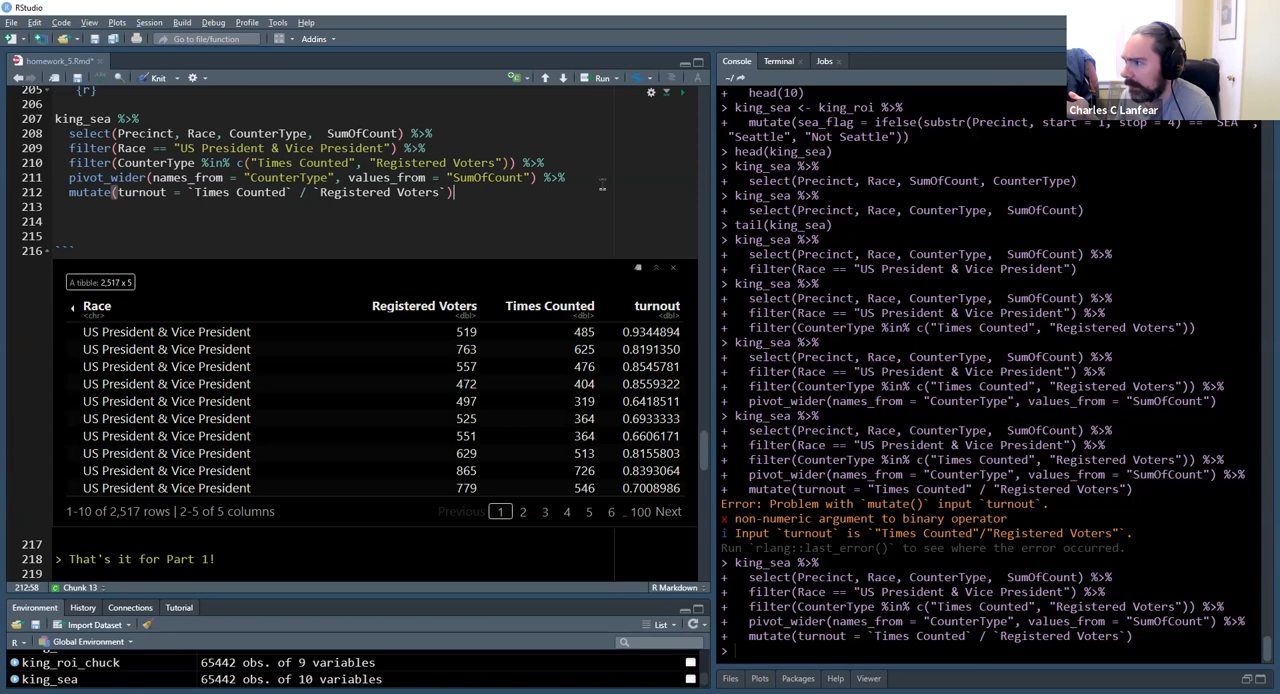 RStudio
File Edit Code View Plots Session Build Debug Profile Tools Help
Go to file/function Addins
homework_5.Rmd*
Knit Run
205 {r}
206
207 king_sea %>%
208 select(Precinct, Race, CounterType,  SumOfCount) %>%
209 filter(Race == "US President & Vice President") %>%
210 filter(CounterType %in% c("Times Counted", "Registered Voters")) %>%
211 pivot_wider(names_from = "CounterType", values_from = "SumOfCount") %>%
212 mutate(turnout = `Times Counted` / `Registered Voters`)
213
214
215
216 ```
A tibble: 2,517 x 5
Race Registered Voters Times Counted turnout
<chr> <dbl> <dbl> <dbl>
US President & Vice President 519 485 0.9344894
US President & Vice President 763 625 0.8191350
US President & Vice President 557 476 0.8545781
US President & Vice President 472 404 0.8559322
US President & Vice President 497 319 0.6418511
US President & Vice President 525 364 0.6933333
US President & Vice President 551 364 0.6606171
US President & Vice President 629 513 0.8155803
US President & Vice President 865 726 0.8393064
US President & Vice President 779 546 0.7008986
1-10 of 2,517 rows | 2-5 of 5 columns Previous 1 2 3 4 5 6 … 100 Next
217
218 > That's it for Part 1!
219
212:58 Chunk 13 R Markdown
Environment History Connections Tutorial
Import Dataset List
R Global Environment
king_roi_chuck 65442 obs. of 9 variables
king_sea 65442 obs. of 10 variables
Console Terminal Jobs
~/
+ head(10)
> king_sea <- king_roi %>%
+ mutate(sea_flag = ifelse(substr(Precinct, start = 1, stop = 4) == "SEA ",
"Seattle", "Not Seattle"))
> head(king_sea)
> king_sea %>%
+ select(Precinct, Race, SumOfCount, CounterType)
> king_sea %>%
+ select(Precinct, Race, CounterType,  SumOfCount)
> tail(king_sea)
> king_sea %>%
+ select(Precinct, Race, CounterType,  SumOfCount) %>%
+ filter(Race == "US President & Vice President")
> king_sea %>%
+ select(Precinct, Race, CounterType,  SumOfCount) %>%
+ filter(Race == "US President & Vice President") %>%
+ filter(CounterType %in% c("Times Counted", "Registered Voters"))
> king_sea %>%
+ select(Precinct, Race, CounterType,  SumOfCount) %>%
+ filter(Race == "US President & Vice President") %>%
+ filter(CounterType %in% c("Times Counted", "Registered Voters")) %>%
+ pivot_wider(names_from = "CounterType", values_from = "SumOfCount")
> king_sea %>%
+ select(Precinct, Race, CounterType,  SumOfCount) %>%
+ filter(Race == "US President & Vice President") %>%
+ filter(CounterType %in% c("Times Counted", "Registered Voters")) %>%
+ pivot_wider(names_from = "CounterType", values_from = "SumOfCount") %>%
+ mutate(turnout = "Times Counted" / "Registered Voters")
Error: Problem with `mutate()` input `turnout`.
x non-numeric argument to binary operator
i Input `turnout` is `"Times Counted"/"Registered Voters"`.
Run `rlang::last_error()` to see where the error occurred.
> king_sea %>%
+ select(Precinct, Race, CounterType,  SumOfCount) %>%
+ filter(Race == "US President & Vice President") %>%
+ filter(CounterType %in% c("Times Counted", "Registered Voters")) %>%
+ pivot_wider(names_from = "CounterType", values_from = "SumOfCount") %>%
+ mutate(turnout = `Times Counted` / `Registered Voters`)
>
Files Plots Packages Help Viewer
Charles C Lanfear